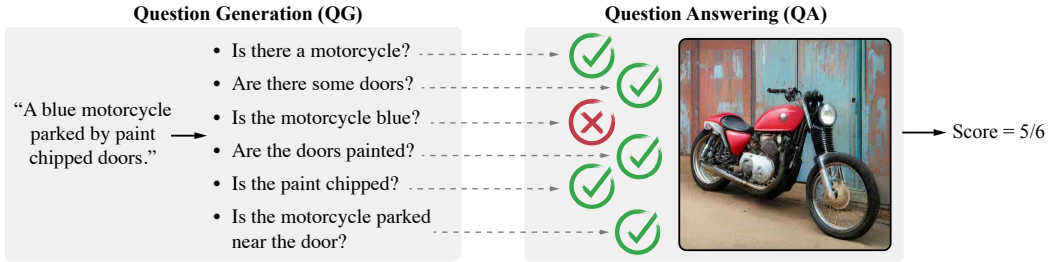 Question Generation (QG)
Question Answering (QA)
“A blue motorcycle
parked by paint
chipped doors.”
• Is there a motorcycle?
• Are there some doors?
• Is the motorcycle blue?
• Are the doors painted?
• Is the paint chipped?
• Is the motorcycle parked
near the door?
Score = 5/6